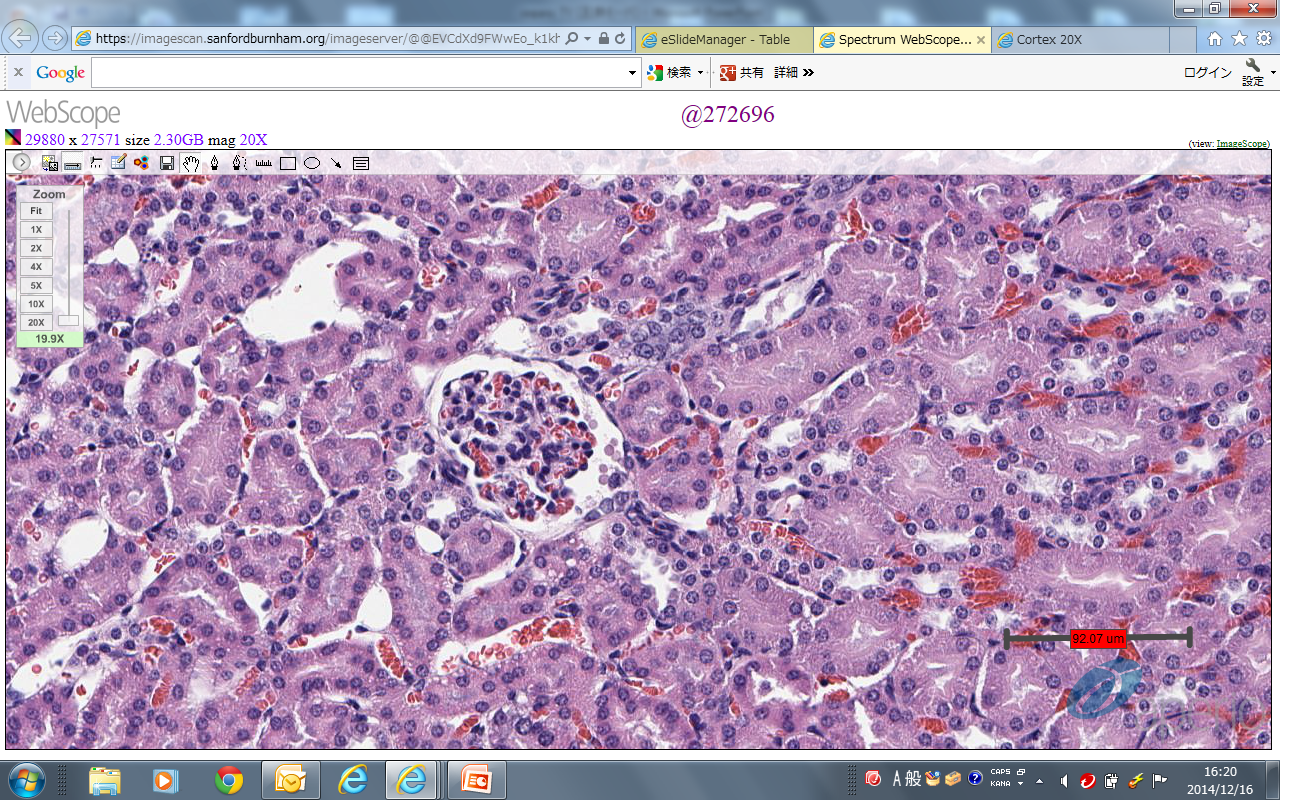 https://imagescan.sanfordburnham.org/imageserver/@@EVCdXd9FWwEo_k1kh
eSlideManager - Table
Spectrum WebScope...
Cortex 20X
Google
検索
共有
詳細
ログイン
設定
WebScope
@272696
29880 x 27571 size 2.30GB mag 20X
(view: ImageScope)
Zoom
Fit
1X
2X
4X
5X
10X
20X
19.9X
92.07 um
A 般
CAPS
KANA
16:20
2014/12/16